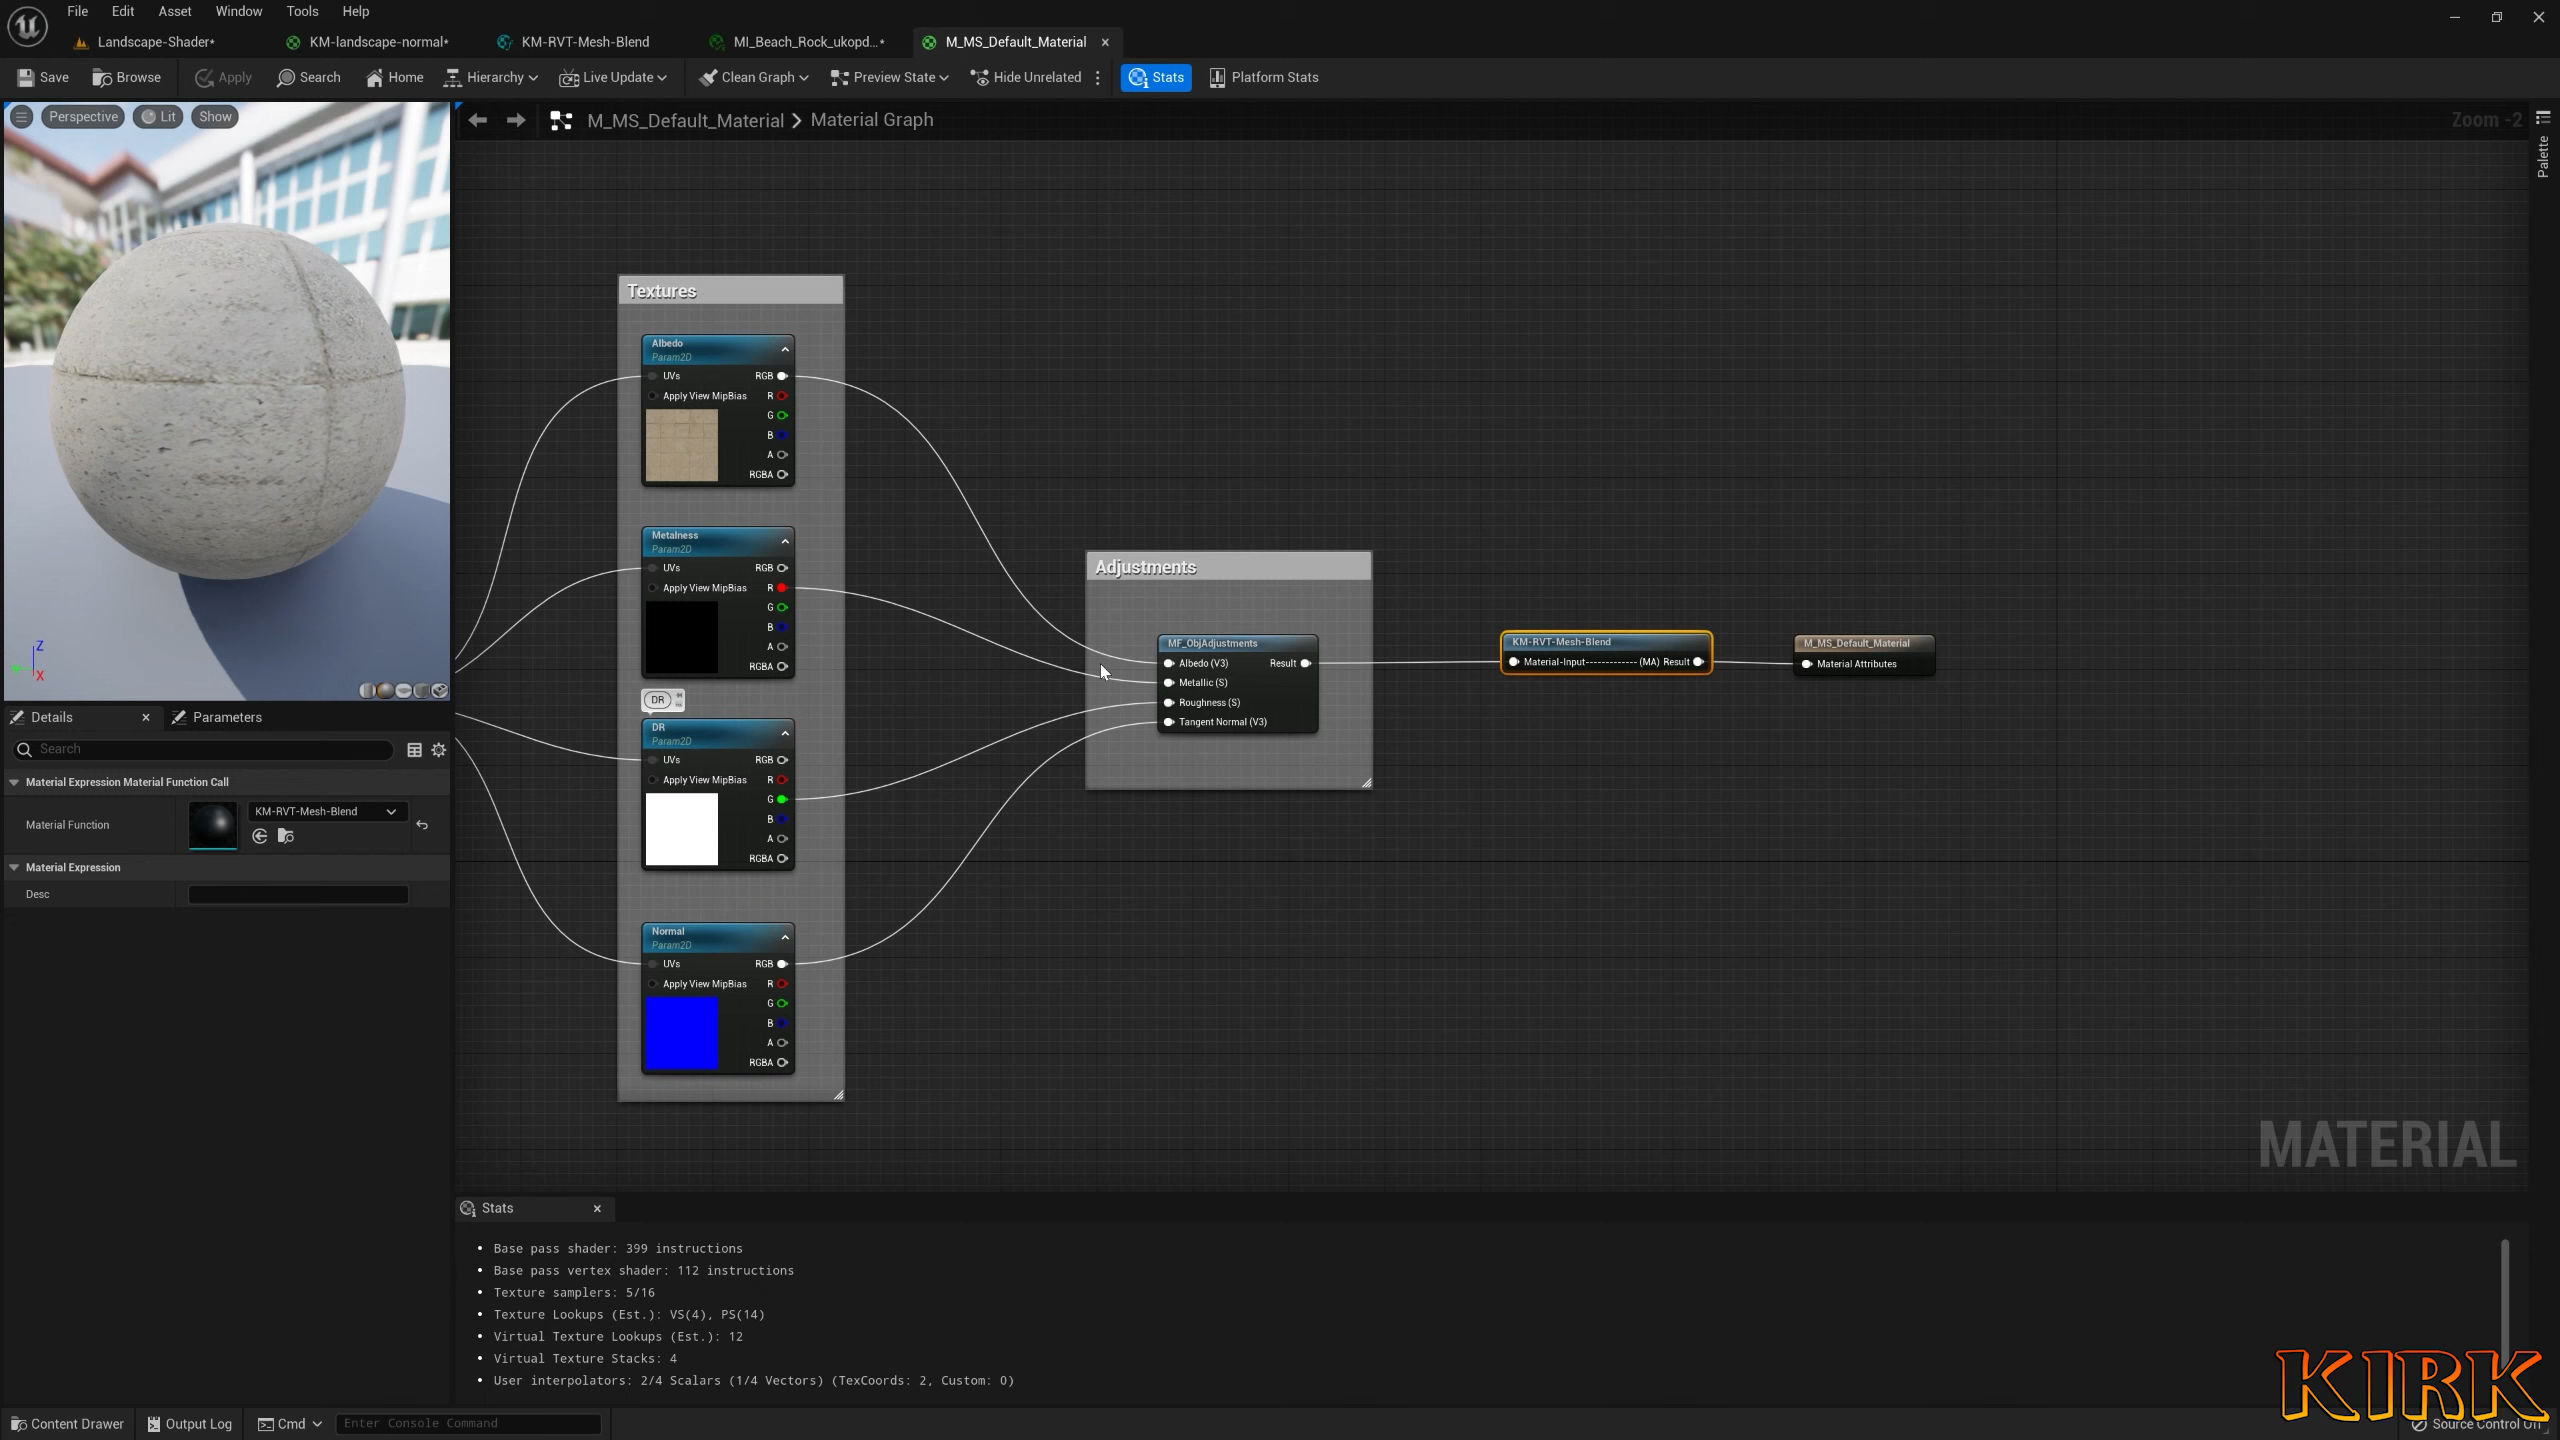 File Edit Asset Window Tools Help
Landscape-Shader* KM-landscape-normal* KM-RVT-Mesh-Blend MI_Beach_Rock_ukopd...* M_MS_Default_Material
Save Browse Apply Search Home Hierarchy Live Update Clean Graph Preview State Hide Unrelated Stats Platform Stats
Perspective Lit Show
M_MS_Default_Material > Material Graph
Zoom -2
Palette
Textures
Albedo
Param2D
UVs RGB
Apply View MipBias R
G
B
A
RGBA
Metalness
Param2D
UVs RGB
Apply View MipBias R
G
B
A
RGBA
DR
DR
Param2D
UVs RGB
Apply View MipBias R
G
B
A
RGBA
Normal
Param2D
UVs RGB
Apply View MipBias R
G
B
A
RGBA
Adjustments
MF_ObjAdjustments
Albedo (V3) Result
Metallic (S)
Roughness (S)
Tangent Normal (V3)
KM-RVT-Mesh-Blend
Material-Input------------- (MA) Result
M_MS_Default_Material
Material Attributes
Z
X
Details Parameters
Search
Material Expression Material Function Call
Material Function KM-RVT-Mesh-Blend
Material Expression
Desc
MATERIAL
Stats
• Base pass shader: 399 instructions
• Base pass vertex shader: 112 instructions
• Texture samplers: 5/16
• Texture Lookups (Est.): VS(4), PS(14)
• Virtual Texture Lookups (Est.): 12
• Virtual Texture Stacks: 4
• User interpolators: 2/4 Scalars (1/4 Vectors) (TexCoords: 2, Custom: 0)
KIRK
Content Drawer Output Log Cmd Enter Console Command Source Control Off